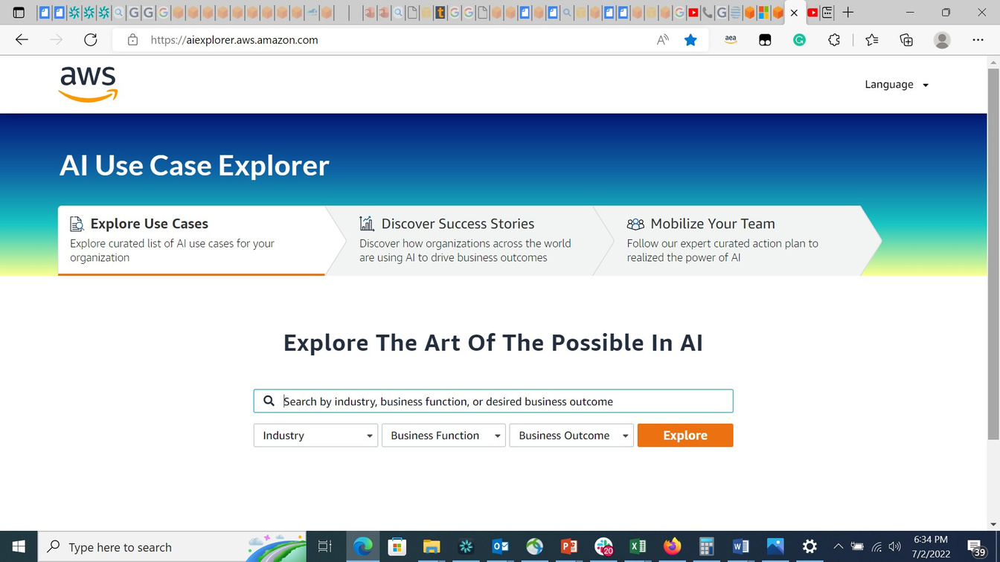 https://aiexplorer.aws.amazon.com
aea
aws
Language
AI Use Case Explorer
Explore Use Cases
Explore curated list of AI use cases for your
organization
Discover Success Stories
Discover how organizations across the world
are using AI to drive business outcomes
Mobilize Your Team
Follow our expert curated action plan to
realized the power of AI
Explore The Art Of The Possible In AI
Search by industry, business function, or desired business outcome
Industry
Business Function
Business Outcome
Explore
Type here to search
20
6:34 PM
7/2/2022
39